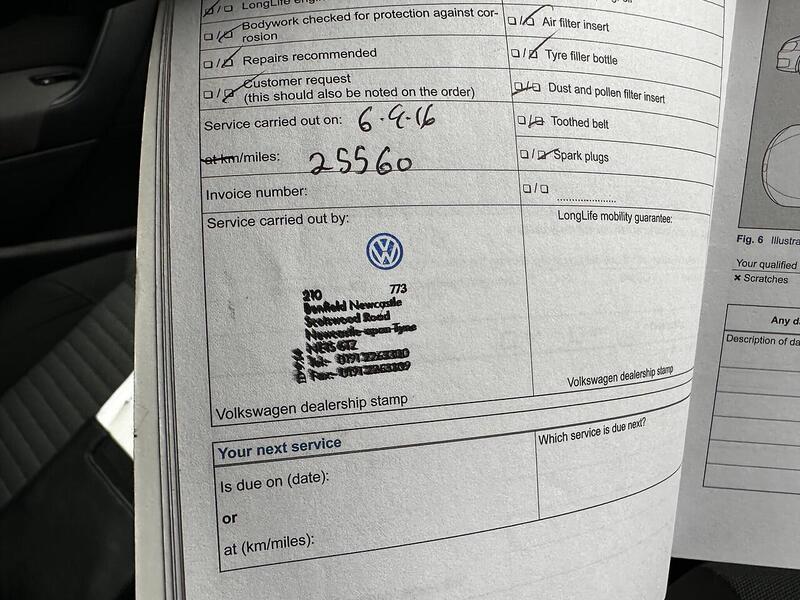 LongLife
Bodywork checked for protection against cor-
rosion
Repairs recommended
Customer request
(this should also be noted on the order)
Air filter insert
Tyre filler bottle
Dust and pollen filter insert
Toothed belt
Spark plugs
Service carried out on: 6.9.16
at km/miles: 25560
Invoice number:
Service carried out by:
LongLife mobility guarantee:
VW
210 773
Benfield Newcastle
Scotswood Road
Newcastle upon Tyne
Volkswagen dealership stamp
Volkswagen dealership stamp
Your next service
Which service is due next?
Is due on (date):
or
at (km/miles):
Fig. 6
Your qualified
× Scratches
Description of